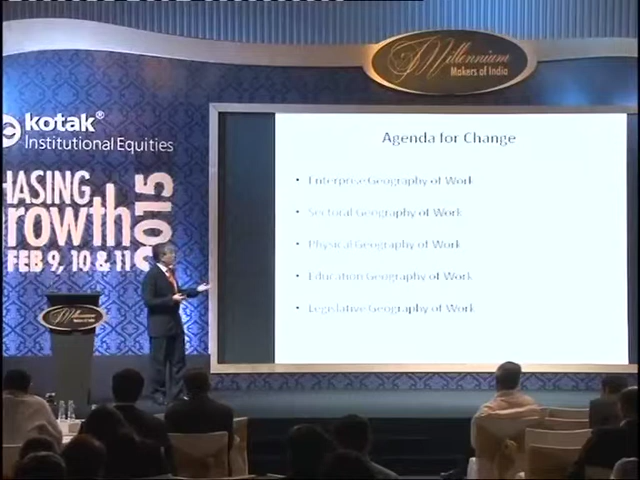 Millennium
Makers of India
kotak®
Institutional Equities
HASING
rowth 2015
FEB 9, 10 & 11
Millennium
Agenda for Change
• Enterprise Geography of Work
• Sectoral Geography of Work
• Physical Geography of Work
• Education Geography of Work
• Legislative Geography of Work